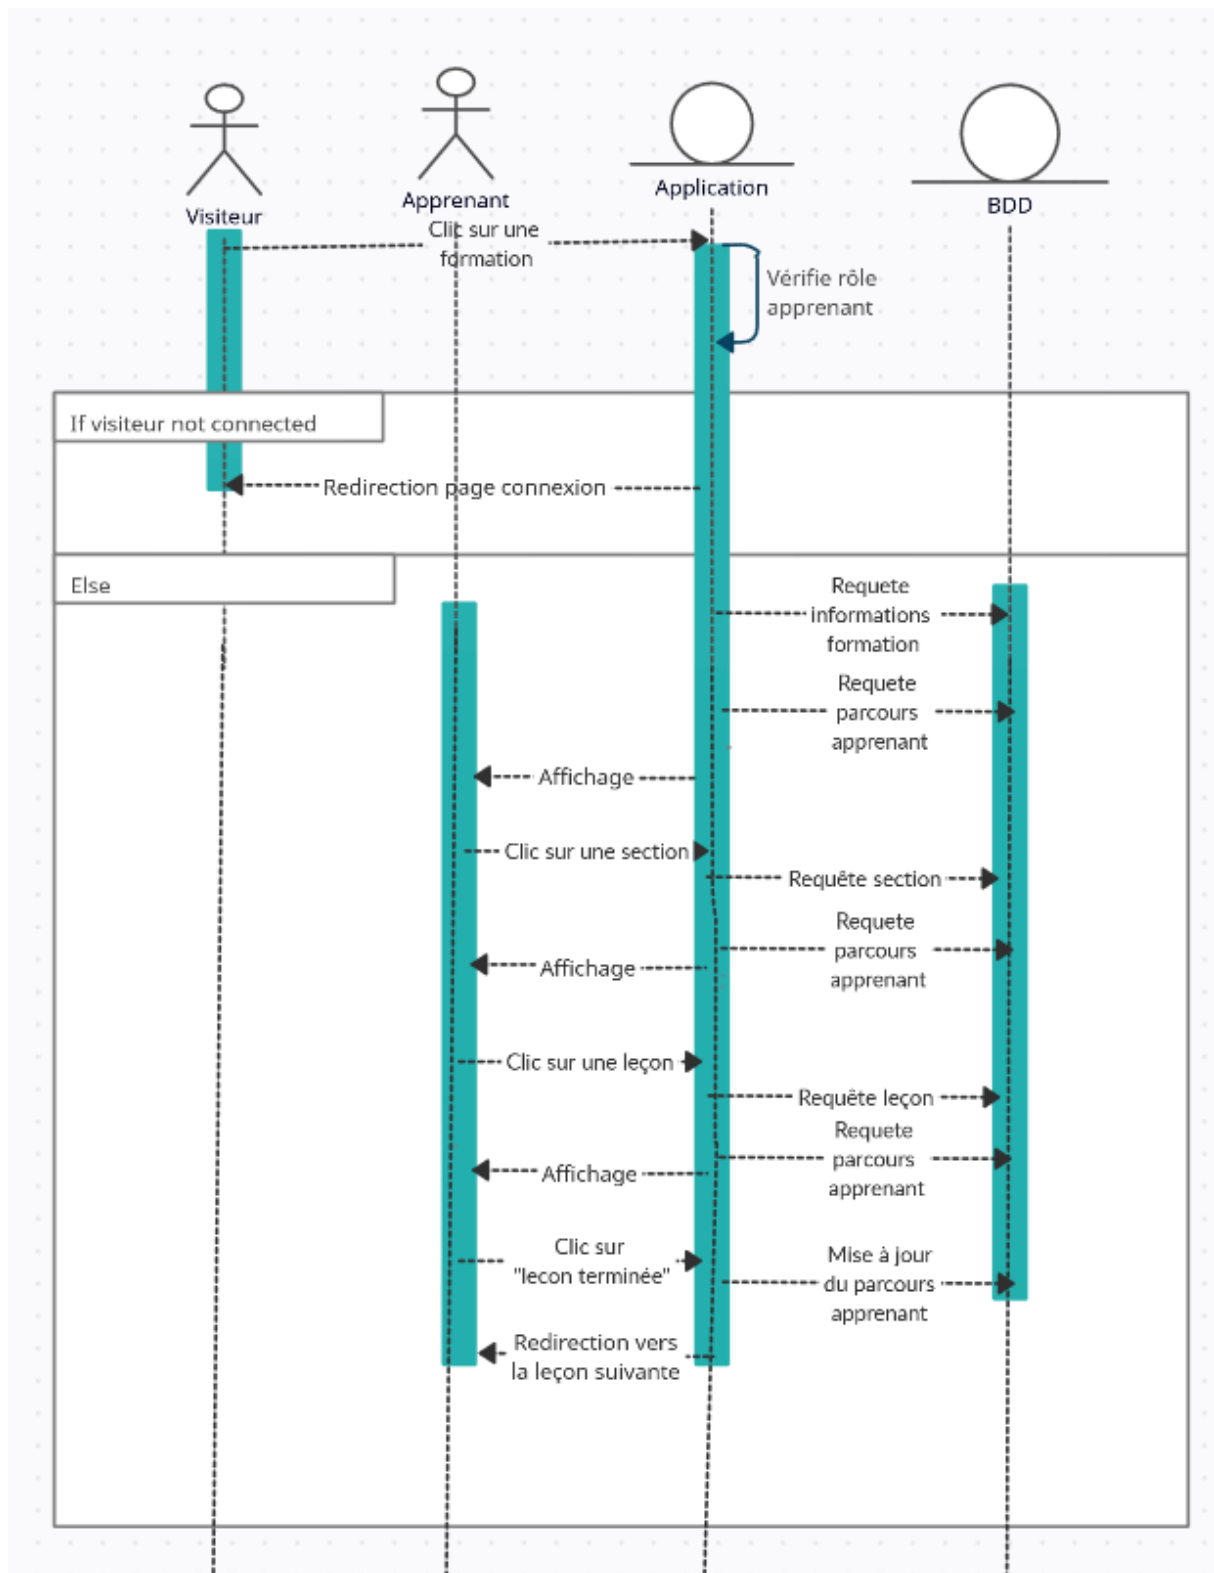 Visiteur
Apprenant
Application
BDD
Clic sur une
formation
Vérifie rôle
apprenant
If visiteur not connected
Redirection page connexion
Else
Requete
informations
formation
Requete
parcours
apprenant
Affichage
Clic sur une section
Requête section
Requete
parcours
apprenant
Affichage
Clic sur une leçon
Requête leçon
Requete
parcours
apprenant
Affichage
Clic sur
"lecon terminée"
Mise à jour
du parcours
apprenant
Redirection vers
la leçon suivante